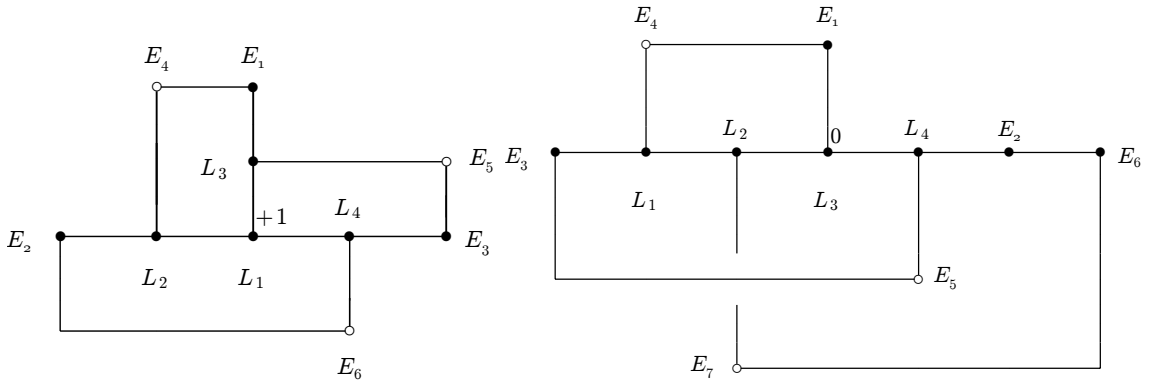 E₄ E₁
L₃ E₅
+1 L₄
E₂ E₃
L₂ L₁
E₆
E₄ E₁
L₂ 0 L₄ E₂
E₃ E₆
L₁ L₃
E₅
E₇